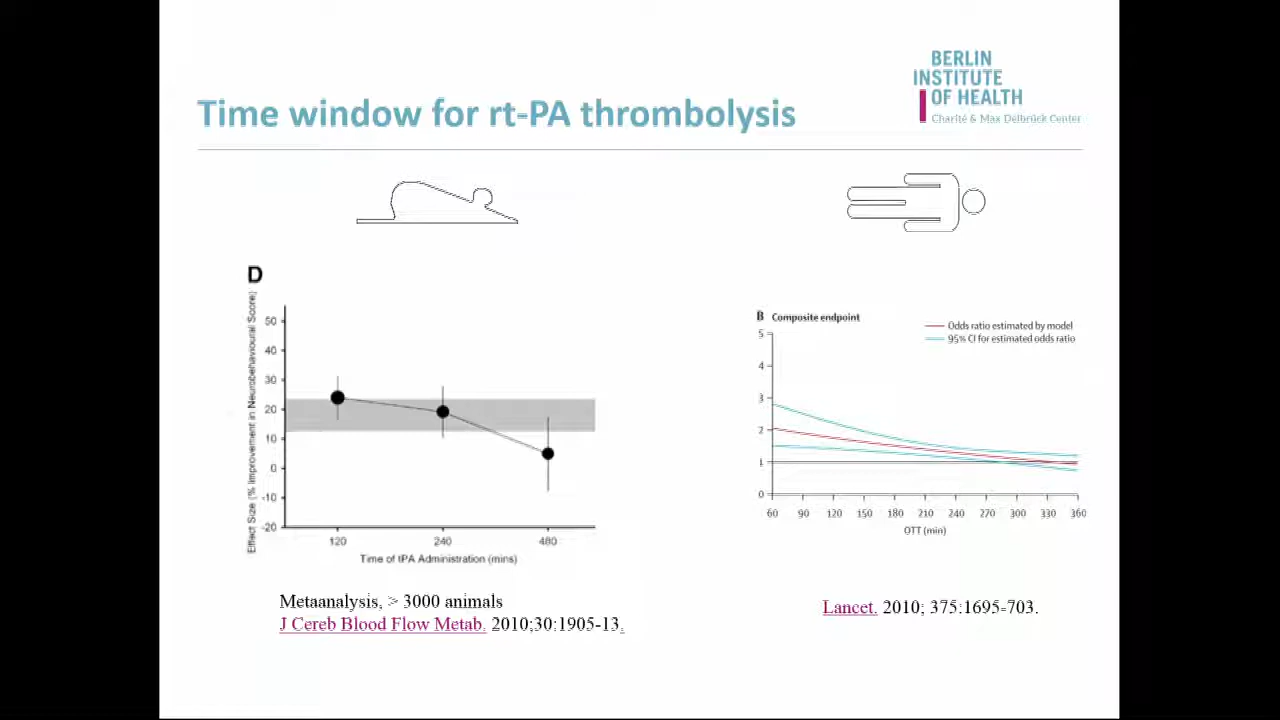 BERLIN
INSTITUTE
OF HEALTH
Charité & Max Delbrück Center
Time window for rt-PA thrombolysis
D
Effect Size (% Improvement in Neurobehavioural Score)
50
40
30
20
10
0
-10
-20
120 240 480
Time of tPA Administration (mins)
Metaanalysis, > 3000 animals
J Cereb Blood Flow Metab. 2010;30:1905-13.
B Composite endpoint
Odds ratio estimated by model
95% CI for estimated odds ratio
5
4
3
2
1
0
60 90 120 150 180 210 240 270 300 330 360
OTT (min)
Lancet. 2010; 375:1695-703.